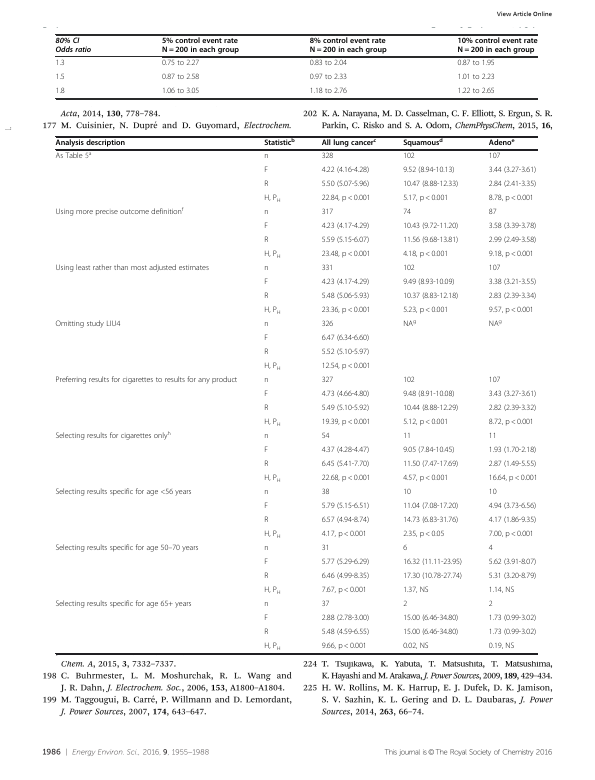 View Article Online
80% CI 5% control event rate 8% control event rate 10% control event rate
Odds ratio N = 200 in each group N = 200 in each group N = 200 in each group
1.3 0.75 to 2.27 0.83 to 2.04 0.87 to 1.95
1.5 0.87 to 2.58 0.97 to 2.33 1.01 to 2.23
1.8 1.06 to 3.05 1.18 to 2.76 1.22 to 2.65
Acta, 2014, 130, 778–784.
177 M. Cuisinier, N. Dupré and D. Guyomard, Electrochem.
202 K. A. Narayana, M. D. Casselman, C. F. Elliott, S. Ergun, S. R.
Parkin, C. Risko and S. A. Odom, ChemPhysChem, 2015, 16,
Analysis description Statistic^b All lung cancer^c Squamous^d Adeno^e
As Table 5^a n 328 102 107
F 4.22 (4.16-4.28) 9.52 (8.94-10.13) 3.44 (3.27-3.61)
R 5.50 (5.07-5.96) 10.47 (8.88-12.33) 2.84 (2.41-3.35)
H, P_H 22.84, p < 0.001 5.17, p < 0.001 8.78, p < 0.001
Using more precise outcome definition^f n 317 74 87
F 4.23 (4.17-4.29) 10.43 (9.72-11.20) 3.58 (3.39-3.78)
R 5.59 (5.15-6.07) 11.56 (9.68-13.81) 2.99 (2.49-3.58)
H, P_H 23.48, p < 0.001 4.18, p < 0.001 9.18, p < 0.001
Using least rather than most adjusted estimates n 331 102 107
F 4.23 (4.17-4.29) 9.49 (8.93-10.09) 3.38 (3.21-3.55)
R 5.48 (5.06-5.93) 10.37 (8.83-12.18) 2.83 (2.39-3.34)
H, P_H 23.36, p < 0.001 5.23, p < 0.001 9.57, p < 0.001
Omitting study LIU4 n 326 NA^g NA^g
F 6.47 (6.34-6.60)
R 5.52 (5.10-5.97)
H, P_H 12.54, p < 0.001
Preferring results for cigarettes to results for any product n 327 102 107
F 4.73 (4.66-4.80) 9.48 (8.91-10.08) 3.43 (3.27-3.61)
R 5.49 (5.10-5.92) 10.44 (8.88-12.29) 2.82 (2.39-3.32)
H, P_H 19.39, p < 0.001 5.12, p < 0.001 8.72, p < 0.001
Selecting results for cigarettes only^h n 54 11 11
F 4.37 (4.28-4.47) 9.05 (7.84-10.45) 1.93 (1.70-2.18)
R 6.45 (5.41-7.70) 11.50 (7.47-17.69) 2.87 (1.49-5.55)
H, P_H 22.68, p < 0.001 4.57, p < 0.001 16.64, p < 0.001
Selecting results specific for age <56 years n 38 10 10
F 5.79 (5.15-6.51) 11.04 (7.08-17.20) 4.94 (3.73-6.56)
R 6.57 (4.94-8.74) 14.73 (6.83-31.76) 4.17 (1.86-9.35)
H, P_H 4.17, p < 0.001 2.35, p < 0.05 7.00, p < 0.001
Selecting results specific for age 50–70 years n 31 6 4
F 5.77 (5.29-6.29) 16.32 (11.11-23.95) 5.62 (3.91-8.07)
R 6.46 (4.99-8.35) 17.30 (10.78-27.74) 5.31 (3.20-8.79)
H, P_H 7.67, p < 0.001 1.37, NS 1.14, NS
Selecting results specific for age 65+ years n 37 2 2
F 2.88 (2.78-3.00) 15.00 (6.46-34.80) 1.73 (0.99-3.02)
R 5.48 (4.59-6.55) 15.00 (6.46-34.80) 1.73 (0.99-3.02)
H, P_H 9.66, p < 0.001 0.02, NS 0.19, NS
Chem. A, 2015, 3, 7332–7337.
198 C. Buhrmester, L. M. Moshurchak, R. L. Wang and
J. R. Dahn, J. Electrochem. Soc., 2006, 153, A1800–A1804.
199 M. Taggougui, B. Carré, P. Willmann and D. Lemordant,
J. Power Sources, 2007, 174, 643–647.
224 T. Tsujikawa, K. Yabuta, T. Matsushita, T. Matsushima,
K. Hayashi and M. Arakawa, J. Power Sources, 2009, 189, 429–434.
225 H. W. Rollins, M. K. Harrup, E. J. Dufek, D. K. Jamison,
S. V. Sazhin, K. L. Gering and D. L. Daubaras, J. Power
Sources, 2014, 263, 66–74.
1986 | Energy Environ. Sci., 2016, 9, 1955–1988
This journal is © The Royal Society of Chemistry 2016